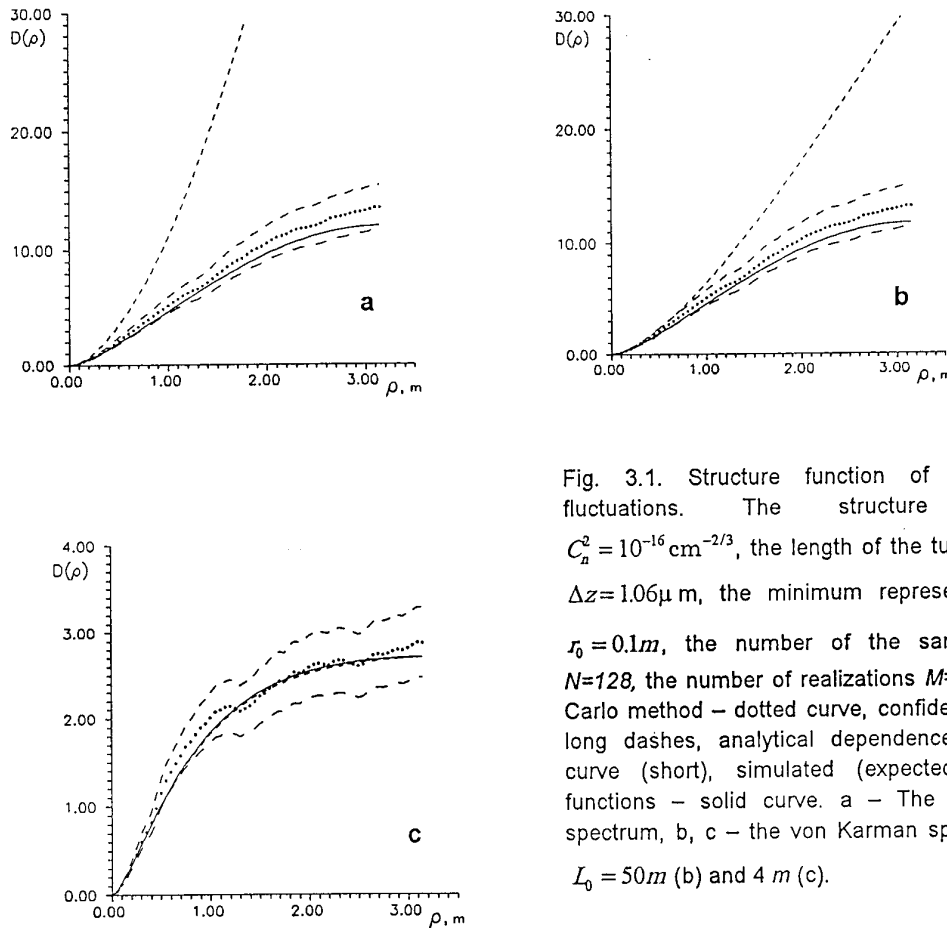 30.00
D(ρ)
20.00
10.00
0.00
0.00 1.00 2.00 3.00
ρ, m
a
30.00
D(ρ)
20.00
10.00
0.00
0.00 1.00 2.00 3.00
ρ, m
b
4.00
D(ρ)
3.00
2.00
1.00
0.00
0.00 1.00 2.00 3.00
ρ, m
c
Fig. 3.1. Structure function of
fluctuations. The structure
C_n^2 = 10^{-16} cm^{-2/3}, the length of the tu
Δz=1.06μ m, the minimum represe
r_0 = 0.1m, the number of the sar
N=128, the number of realizations M=
Carlo method – dotted curve, confide
long dashes, analytical dependence
curve (short), simulated (expected
functions – solid curve. a – The
spectrum, b, c – the von Karman sp
L_0 = 50m (b) and 4 m (c).